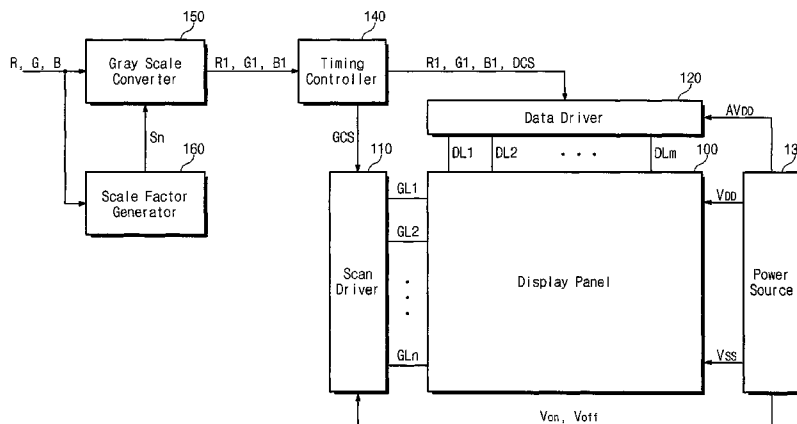 150
140
R, G, B
Gray Scale
Converter
R1, G1, B1
Timing
Controller
R1, G1, B1, DCS
120
Data Driver
AVDD
Sn
GCS
160
110
DL1
DL2
. . .
DLm
100
13
Scale Factor
Generator
GL1
GL2
VDD
Scan
Driver
Display Panel
Power
Source
GLn
VSS
Von, Voff